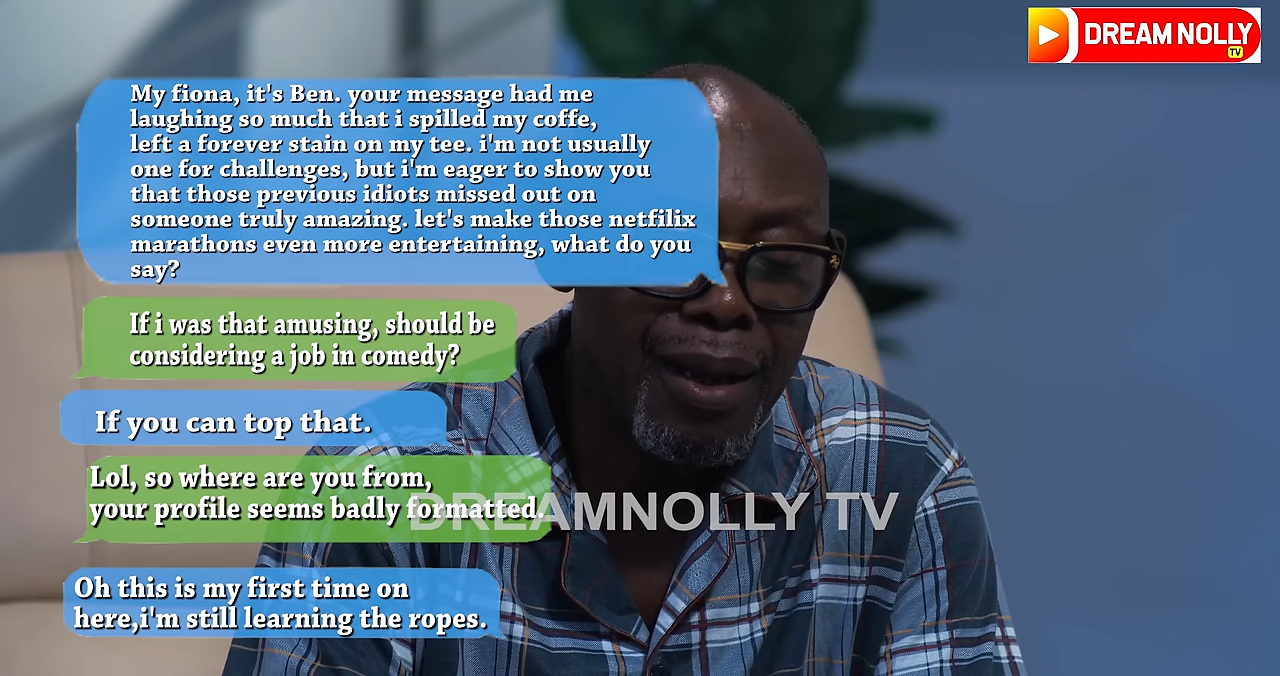 DREAM NOLLY
TV
My fiona, it's Ben. your message had me
laughing so much that i spilled my coffe,
left a forever stain on my tee. i'm not usually
one for challenges, but i'm eager to show you
that those previous idiots missed out on
someone truly amazing. let's make those netfilix
marathons even more entertaining, what do you
say?
If i was that amusing, should be
considering a job in comedy?
If you can top that.
Lol, so where are you from,
your profile seems badly formatted.
DREAMNOLLY TV
Oh this is my first time on
here,i'm still learning the ropes.